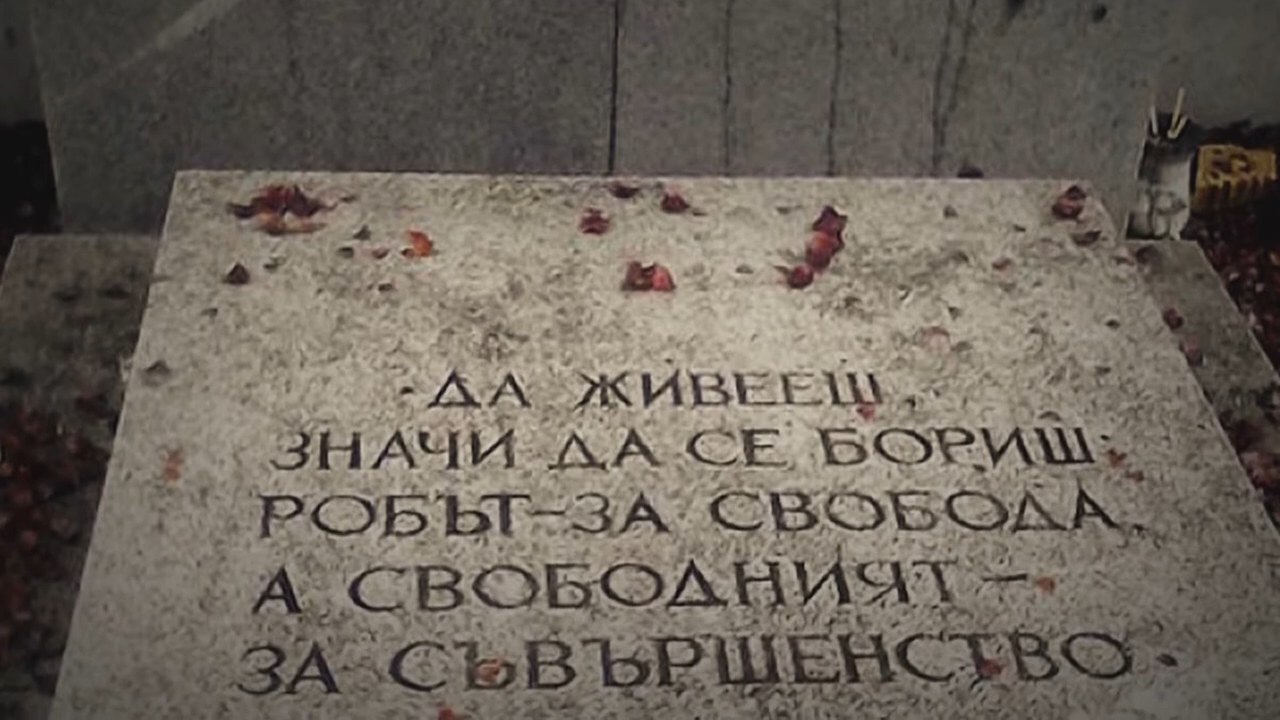 ДА ЖИВЕЕШ,
ЗНАЧИ ДА СЕ БОРИШ:
РОБЪТ-ЗА СВОБОДА,
А СВОБОДНИЯТ –
ЗА СЪВЪРШЕНСТВО.